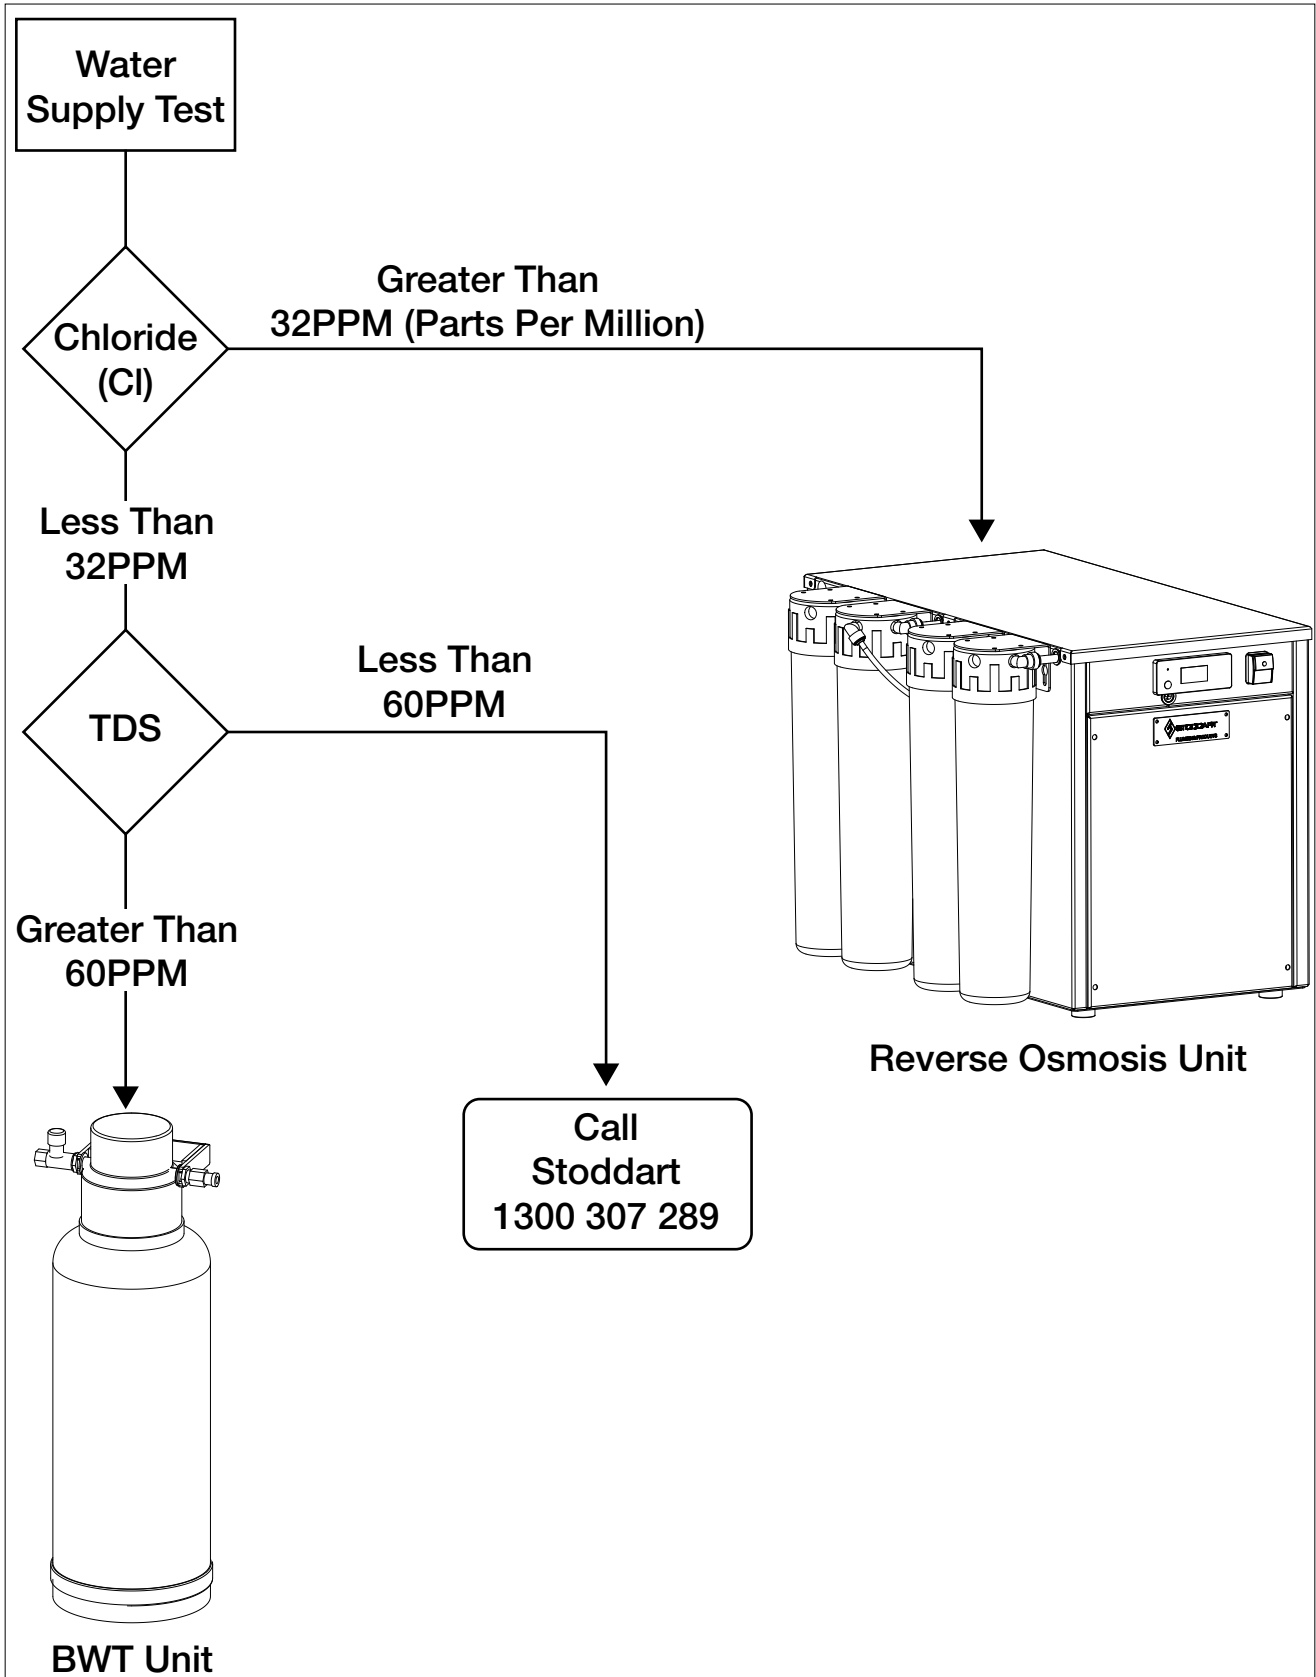 Water
Supply Test
Greater Than
32PPM (Parts Per Million)
Chloride
(Cl)
Less Than
32PPM
Less Than
60PPM
TDS
Greater Than
60PPM
Reverse Osmosis Unit
Call
Stoddart
1300 307 289
BWT Unit